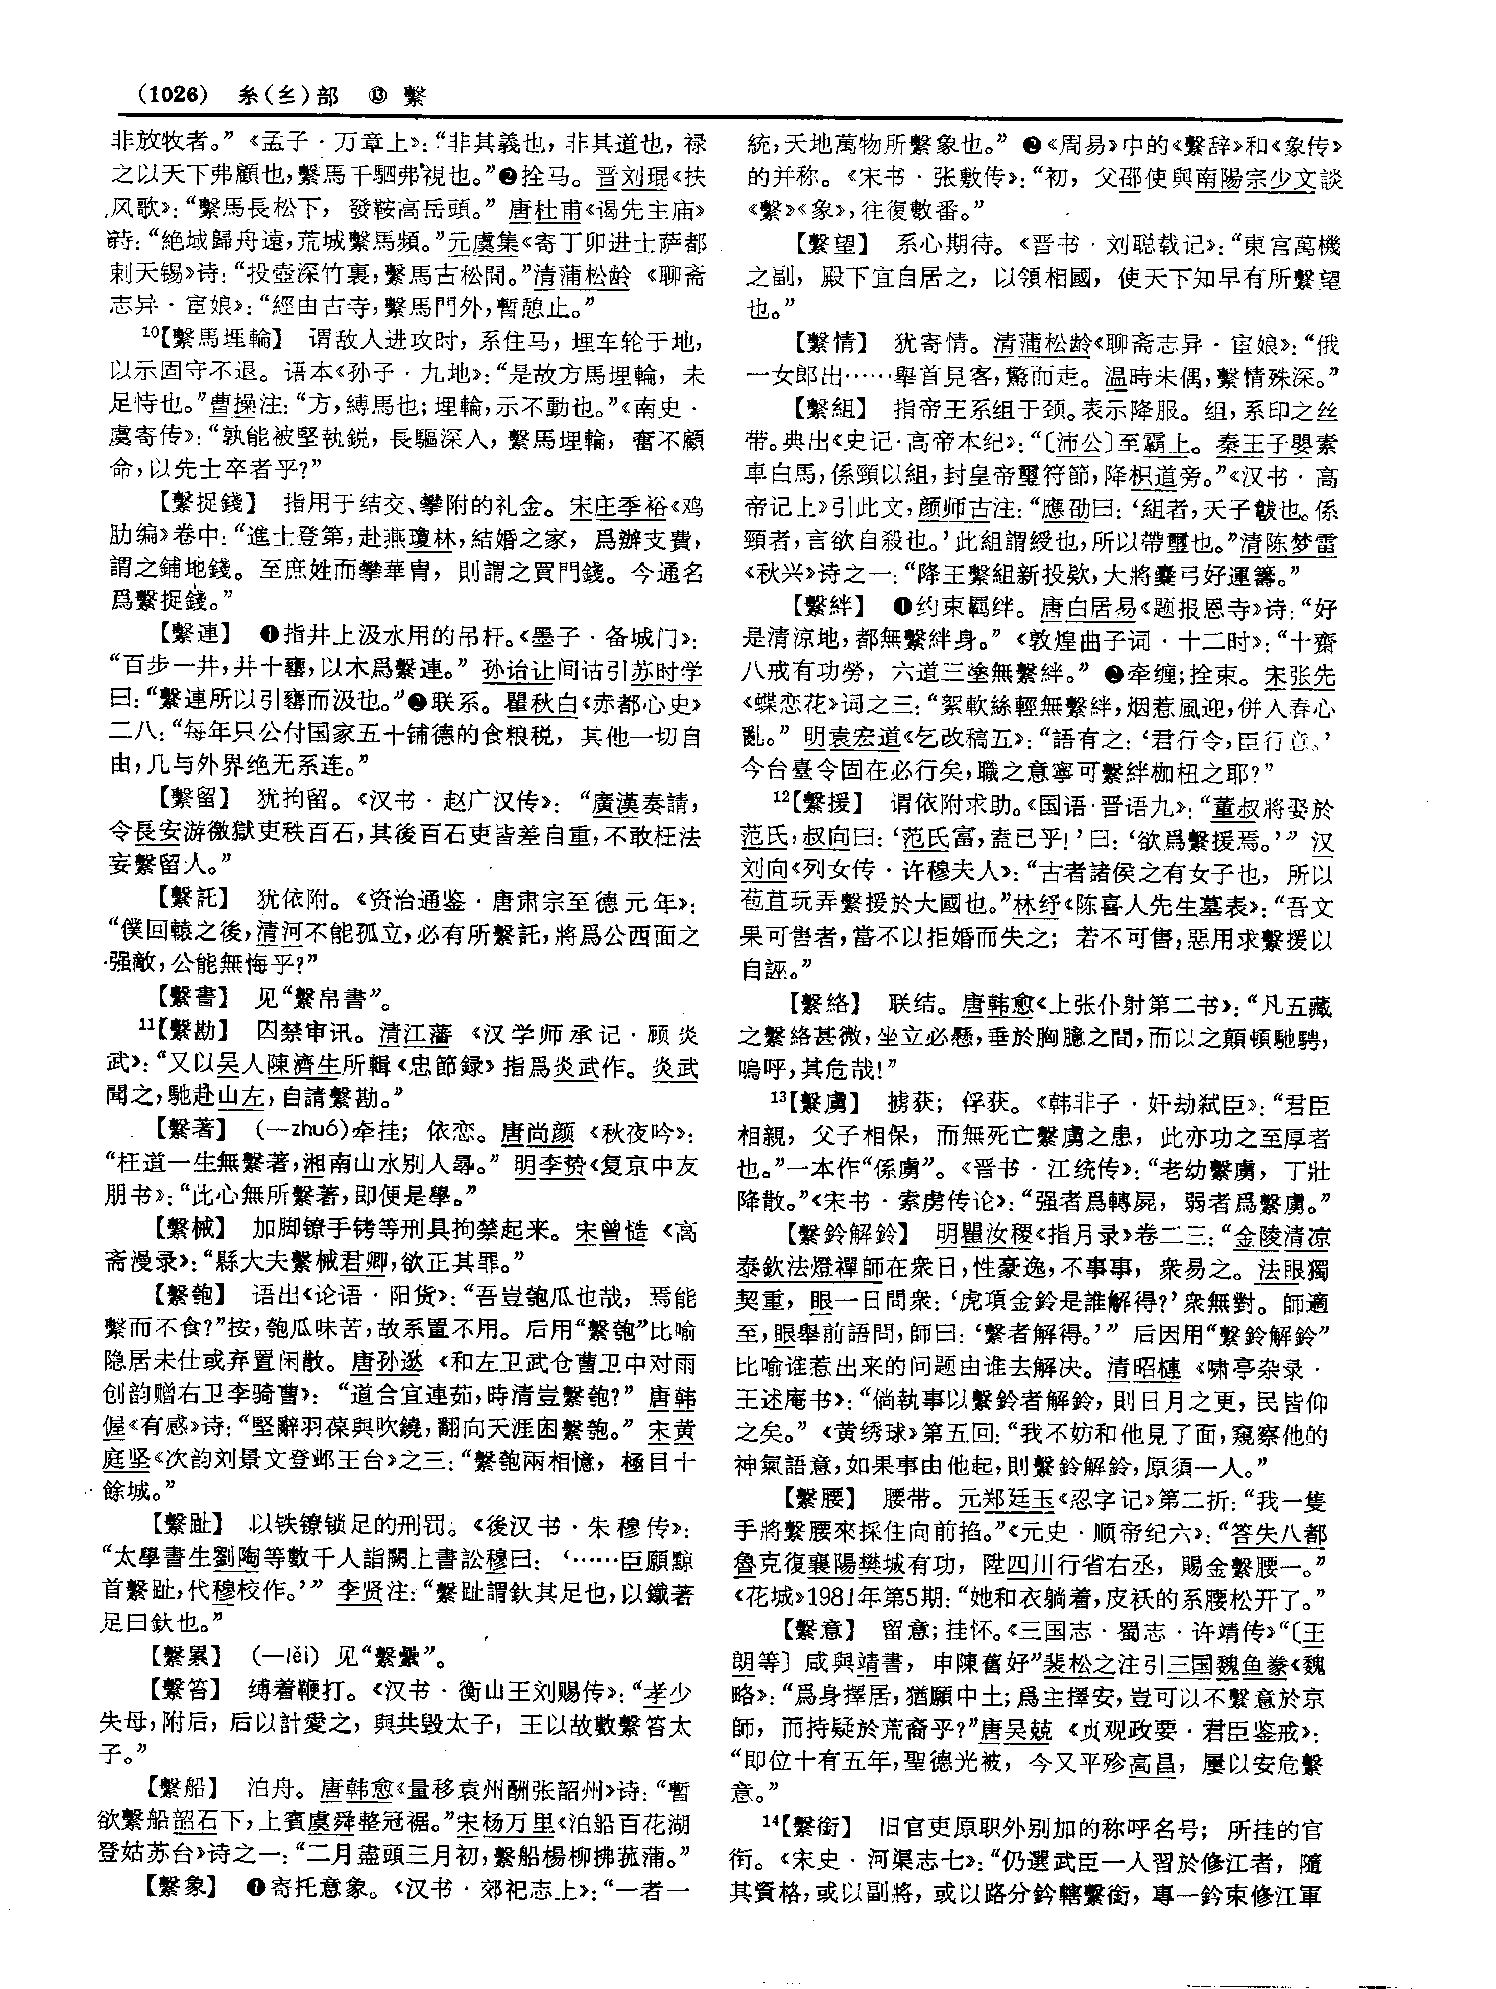 (1026) 糸(纟)部 ⑬ 繫
非放牧者。”《孟子·万章上》：“非其義也，非其道也，禄
之以天下弗顧也，繫馬千駟弗視也。”❷拴马。晋刘琨《扶
风歌》：“繫馬長松下，發鞍高岳頭。”唐杜甫《谒先主庙》
诗：“絶域歸舟遠，荒城繫馬頻。”元虞集《寄丁卯进士萨都
剌天锡》诗：“投壺深竹裏，繫馬古松間。”清蒲松龄《聊斋
志异·宦娘》：“經由古寺，繫馬門外，暫憩止。”
¹⁰【繫馬埋輪】 谓敌人进攻时，系住马，埋车轮于地，
以示固守不退。语本《孙子·九地》：“是故方馬埋輪，未
足恃也。”曹操注：“方，縛馬也；埋輪，示不動也。”《南史·
虞寄传》：“孰能被堅執鋭，長驅深入，繫馬埋輪，奮不顧
命，以先士卒者乎？”
【繫捉錢】 指用于结交、攀附的礼金。宋庄季裕《鸡
肋编》卷中：“進士登第，赴燕瓊林，結婚之家，爲辦支費，
謂之鋪地錢。至庶姓而攀華胄，則謂之買門錢。今通名
爲繫捉錢。”
【繫連】 ❶指井上汲水用的吊杆。《墨子·备城门》：
“百步一井，井十罋，以木爲繫連。”孙诒让间诂引苏时学
曰：“繫連所以引罋而汲也。”❷联系。瞿秋白《赤都心史》
二八：“每年只公付国家五十铺德的食粮税，其他一切自
由，几与外界绝无系连。”
【繫留】 犹拘留。《汉书·赵广汉传》：“廣漢奏請，
令長安游徼獄吏秩百石，其後百石吏皆差自重，不敢枉法
妄繫留人。”
【繫託】 犹依附。《资治通鉴·唐肃宗至德元年》：
“僕回轅之後，清河不能孤立，必有所繫託，將爲公西面之
强敵，公能無悔乎？”
【繫書】 见“繫帛書”。
¹¹【繫勘】 囚禁审讯。清江藩《汉学师承记·顾炎
武》：“又以吴人陳濟生所輯《忠節録》指爲炎武作。炎武
聞之，馳赴山左，自請繫勘。”
【繫著】 (—zhuó)牵挂；依恋。唐尚颜《秋夜吟》：
“枉道一生無繫著，湘南山水别人尋。”明李贽《复京中友
朋书》：“此心無所繫著，即便是學。”
【繫械】 加脚镣手铐等刑具拘禁起来。宋曾慥《高
斋漫录》：“縣大夫繫械君卿，欲正其罪。”
【繫匏】 语出《论语·阳货》：“吾豈匏瓜也哉，焉能
繫而不食？”按，匏瓜味苦，故系置不用。后用“繫匏”比喻
隐居未仕或弃置闲散。唐孙逖《和左卫武仓曹卫中对雨
创韵赠右卫李骑曹》：“道合宜連茹，時清豈繫匏？”唐韩
偓《有感》诗：“堅辭羽葆與吹鐃，翻向天涯困繫匏。”宋黄
庭坚《次韵刘景文登邺王台》之三：“繫匏兩相憶，極目十
餘城。”
【繫趾】 以铁镣锁足的刑罚。《後汉书·朱穆传》：
“太學書生劉陶等數千人詣闕上書訟穆曰：‘……臣願黥
首繫趾，代穆校作。’”李贤注：“繫趾謂釱其足也，以鐵著
足曰釱也。”
【繫累】 (—lěi) 见“繫纍”。
【繫笞】 缚着鞭打。《汉书·衡山王刘赐传》：“孝少
失母，附后，后以計愛之，與共毁太子，王以故數繫笞太
子。”
【繫船】 泊舟。唐韩愈《量移袁州酬张韶州》诗：“暫
欲繫船韶石下，上賓虞舜整冠裾。”宋杨万里《泊船百花湖
登姑苏台》诗之一：“二月盡頭三月初，繫船楊柳拂菰蒲。”
【繫象】 ❶寄托意象。《汉书·郊祀志上》：“一者一
統，天地萬物所繫象也。”❷《周易》中的《繫辞》和《象传》
的并称。《宋书·张敷传》：“初，父邵使與南陽宗少文談
《繫》《象》，往復數番。”
【繫望】 系心期待。《晋书·刘聪载记》：“東宫萬機
之副，殿下宜自居之，以領相國，使天下知早有所繫望
也。”
【繫情】 犹寄情。清蒲松龄《聊斋志异·宦娘》：“俄
一女郎出……舉首見客，驚而走。温時未偶，繫情殊深。”
【繫組】 指帝王系组于颈。表示降服。组，系印之丝
带。典出《史记·高帝本纪》：“〔沛公〕至霸上。秦王子嬰素
車白馬，係頸以組，封皇帝璽符節，降枳道旁。”《汉书·高
帝记上》引此文，颜师古注：“應劭曰：‘組者，天子韍也。係
頸者，言欲自殺也。’此組謂綬也，所以帶璽也。”清陈梦雷
《秋兴》诗之一：“降王繫組新投欵，大將櫜弓好運籌。”
【繫絆】 ❶约束羁绊。唐白居易《题报恩寺》诗：“好
是清涼地，都無繫絆身。”《敦煌曲子词·十二时》：“十齋
八戒有功勞，六道三塗無繫絆。”❷牵缠；拴束。宋张先
《蝶恋花》词之三：“絮軟絲輕無繫絆，烟惹風迎，併入春心
亂。”明袁宏道《乞改稿五》：“語有之：‘君行令，臣行意。’
今台臺令固在必行矣，職之意寧可繫絆枷杻之耶？”
¹²【繫援】 谓依附求助。《国语·晋语九》：“董叔將娶於
范氏，叔向曰：‘范氏富，盍已乎！’曰：‘欲爲繫援焉。’”汉
刘向《列女传·许穆夫人》：“古者諸侯之有女子也，所以
苞苴玩弄繫援於大國也。”林纾《陈喜人先生墓表》：“吾文
果可售者，當不以拒婚而失之；若不可售，惡用求繫援以
自誣。”
【繫絡】 联结。唐韩愈《上张仆射第二书》：“凡五藏
之繫絡甚微，坐立必懸，垂於胸臆之間，而以之顛頓馳騁，
嗚呼，其危哉！”
¹³【繫虜】 掳获；俘获。《韩非子·奸劫弑臣》：“君臣
相親，父子相保，而無死亡繫虜之患，此亦功之至厚者
也。”一本作“係虜”。《晋书·江统传》：“老幼繫虜，丁壯
降散。”《宋书·索虏传论》：“强者爲轉屍，弱者爲繫虜。”
【繫鈴解鈴】 明瞿汝稷《指月录》卷二三：“金陵清涼
泰欽法燈禪師在衆日，性豪逸，不事事，衆易之。法眼獨
契重，眼一日問衆：‘虎項金鈴是誰解得？’衆無對。師適
至，眼舉前語問，師曰：‘繫者解得。’”后因用“繫鈴解鈴”
比喻谁惹出来的问题由谁去解决。清昭梿《啸亭杂录·
王述庵书》：“倘執事以繫鈴者解鈴，則日月之更，民皆仰
之矣。”《黄绣球》第五回：“我不妨和他見了面，窺察他的
神氣語意，如果事由他起，則繫鈴解鈴，原須一人。”
【繫腰】 腰带。元郑廷玉《忍字记》第二折：“我一隻
手將繫腰來採住向前掐。”《元史·顺帝纪六》：“答失八都
魯克復襄陽樊城有功，陞四川行省右丞，賜金繫腰一。”
《花城》1981年第5期：“她和衣躺着，皮袄的系腰松开了。”
【繫意】 留意；挂怀。《三国志·蜀志·许靖传》“〔王
朗等〕咸與靖書，申陳舊好”裴松之注引三国魏鱼豢《魏
略》：“爲身擇居，猶願中土；爲主擇安，豈可以不繫意於京
師，而持疑於荒裔乎？”唐吴兢《贞观政要·君臣鉴戒》：
“即位十有五年，聖德光被，今又平殄高昌，屢以安危繫
意。”
¹⁴【繫銜】 旧官吏原职外别加的称呼名号；所挂的官
衔。《宋史·河渠志七》：“仍選武臣一人習於修江者，隨
其資格，或以副將，或以路分鈐轄繫銜，專一鈐束修江軍